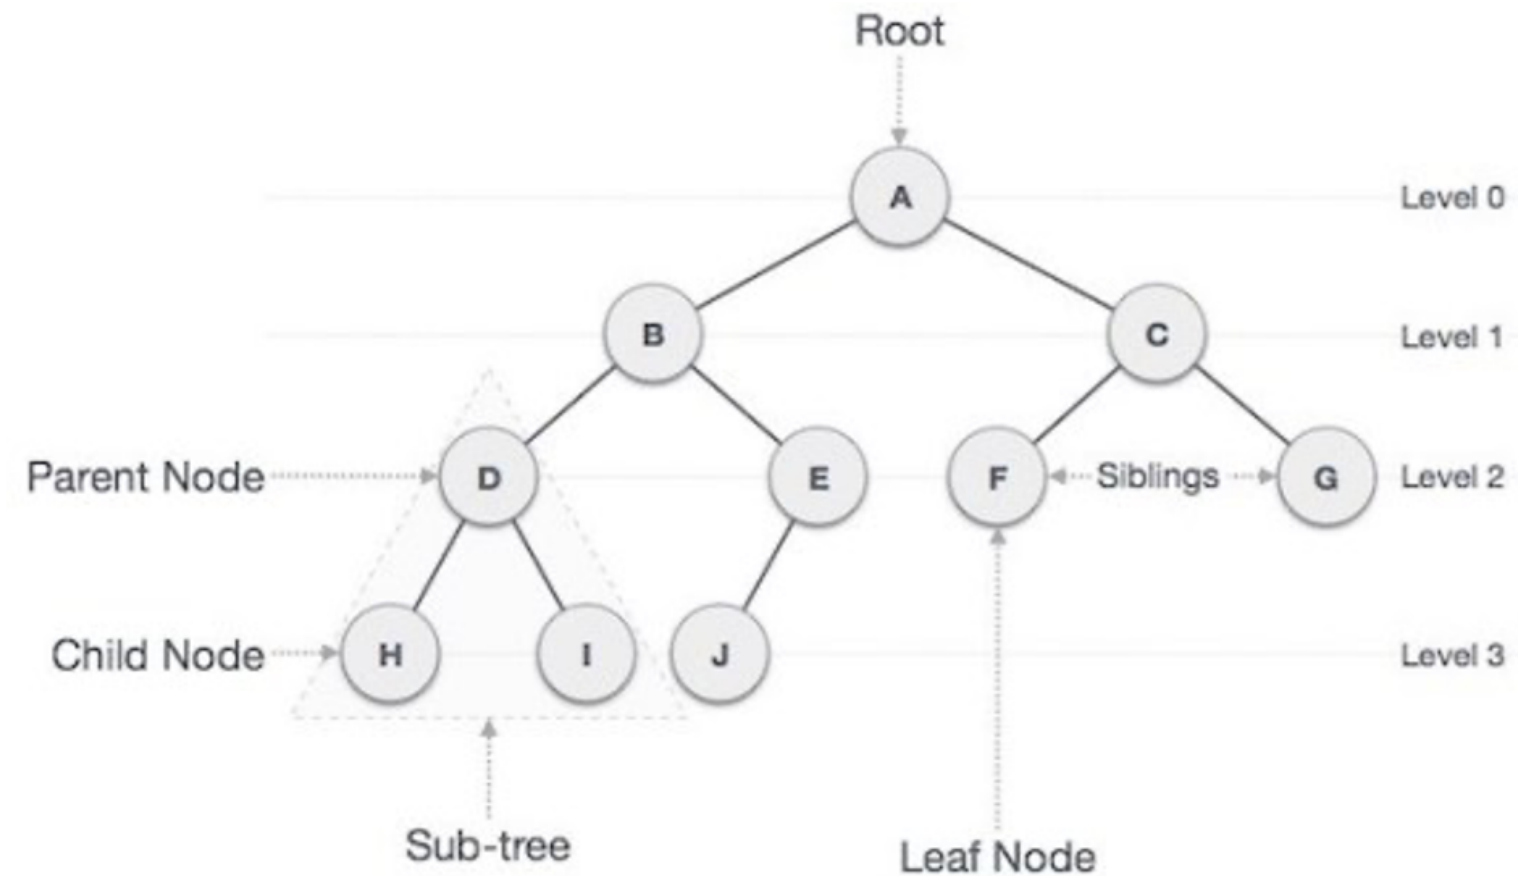 Root
A
Level 0
B
C
Level 1
Parent Node
D
E
F
Siblings
G
Level 2
Child Node
H
I
J
Level 3
Sub-tree
Leaf Node